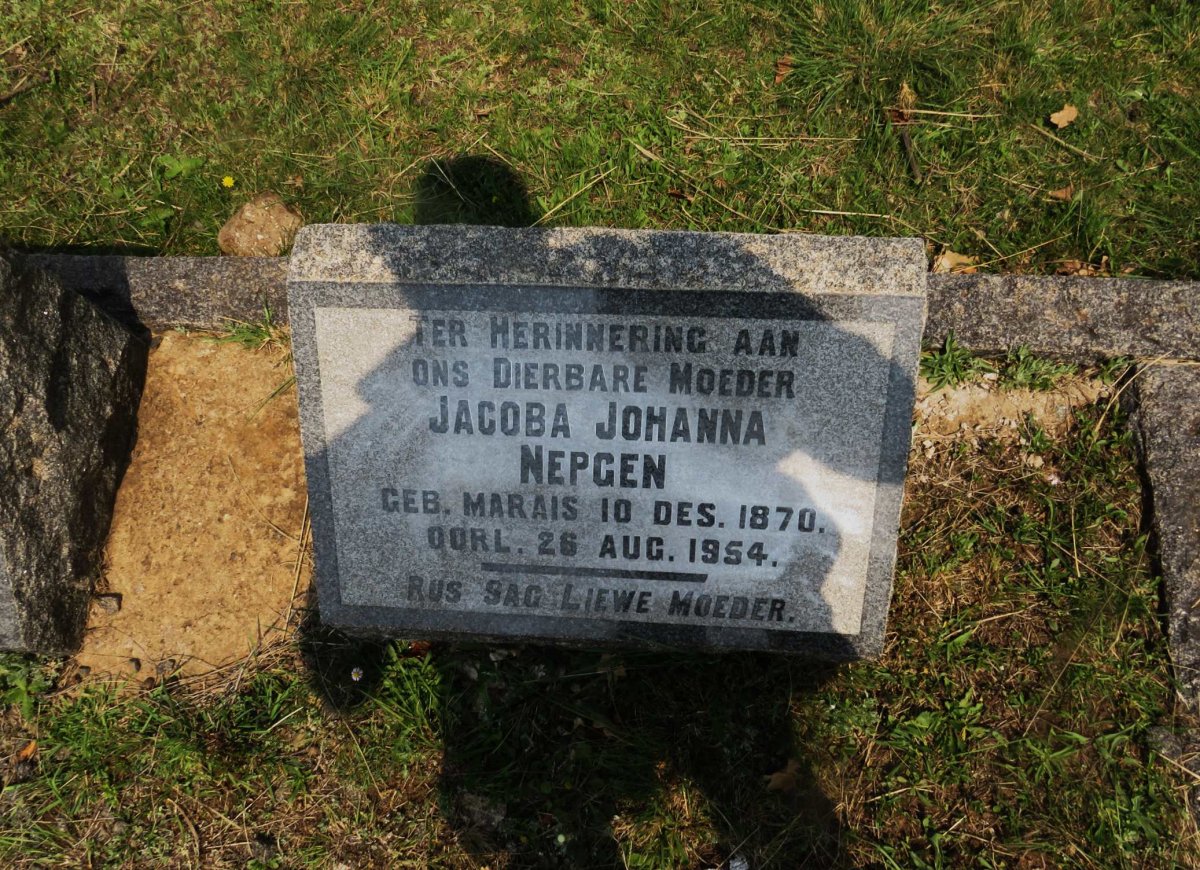 TER HERINNERING AAN
ONS DIERBARE MOEDER
JACOBA JOHANNA
NEPGEN
GEB. MARAIS 10 DES. 1870.
OORL. 26 AUG. 1954.
RUS SAG LIEWE MOEDER.